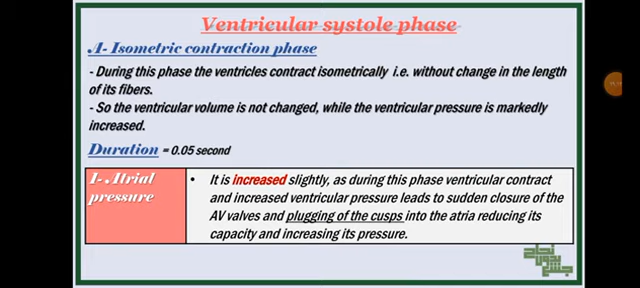 Ventricular systole phase
A- Isometric contraction phase
- During this phase the ventricles contract isometrically i.e. without change in the length
of its fibers.
- So the ventricular volume is not changed, while the ventricular pressure is markedly
increased.
Duration = 0.05 second
1- Atrial
pressure
• It is increased slightly, as during this phase ventricular contract
and increased ventricular pressure leads to sudden closure of the
AV valves and plugging of the cusps into the atria reducing its
capacity and increasing its pressure.